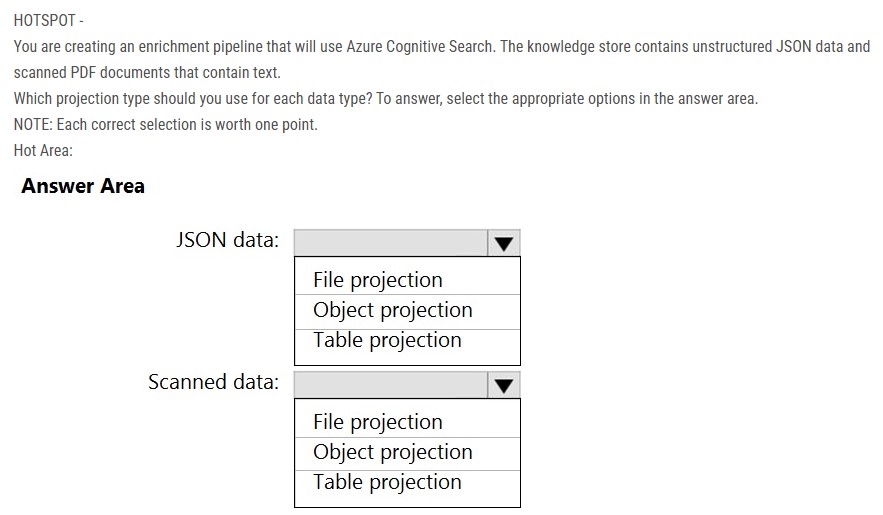 HOTSPOT -
You are creating an enrichment pipeline that will use Azure Cognitive Search. The knowledge store contains unstructured JSON data and
scanned PDF documents that contain text.
Which projection type should you use for each data type? To answer, select the appropriate options in the answer area.
NOTE: Each correct selection is worth one point.
Hot Area:
Answer Area
JSON data:
File projection
Object projection
Table projection
Scanned data:
File projection
Object projection
Table projection